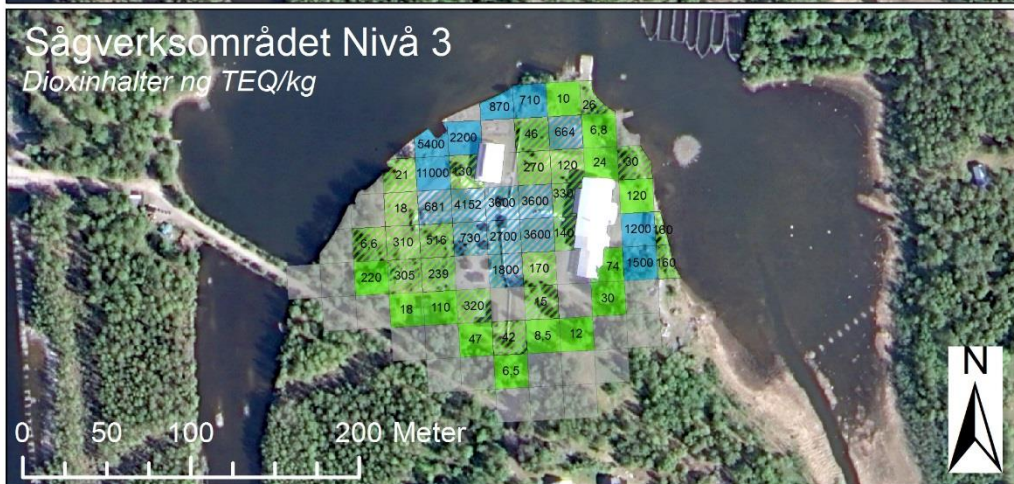 Sågverksområdet Nivå 3
Dioxinhalter ng TEQ/kg
870 710 10 26
5400 2200 46 664 6,8
21 11000 130 270 120 24 30
18 681 4152 3600 3600 330 120
6,6 310 516 730 2700 3600 140 1200 160
220 305 239 1800 170 74 1500 160
18 110 320 15 30
47 42 8,5 12
6,5
N
0 50 100 200 Meter